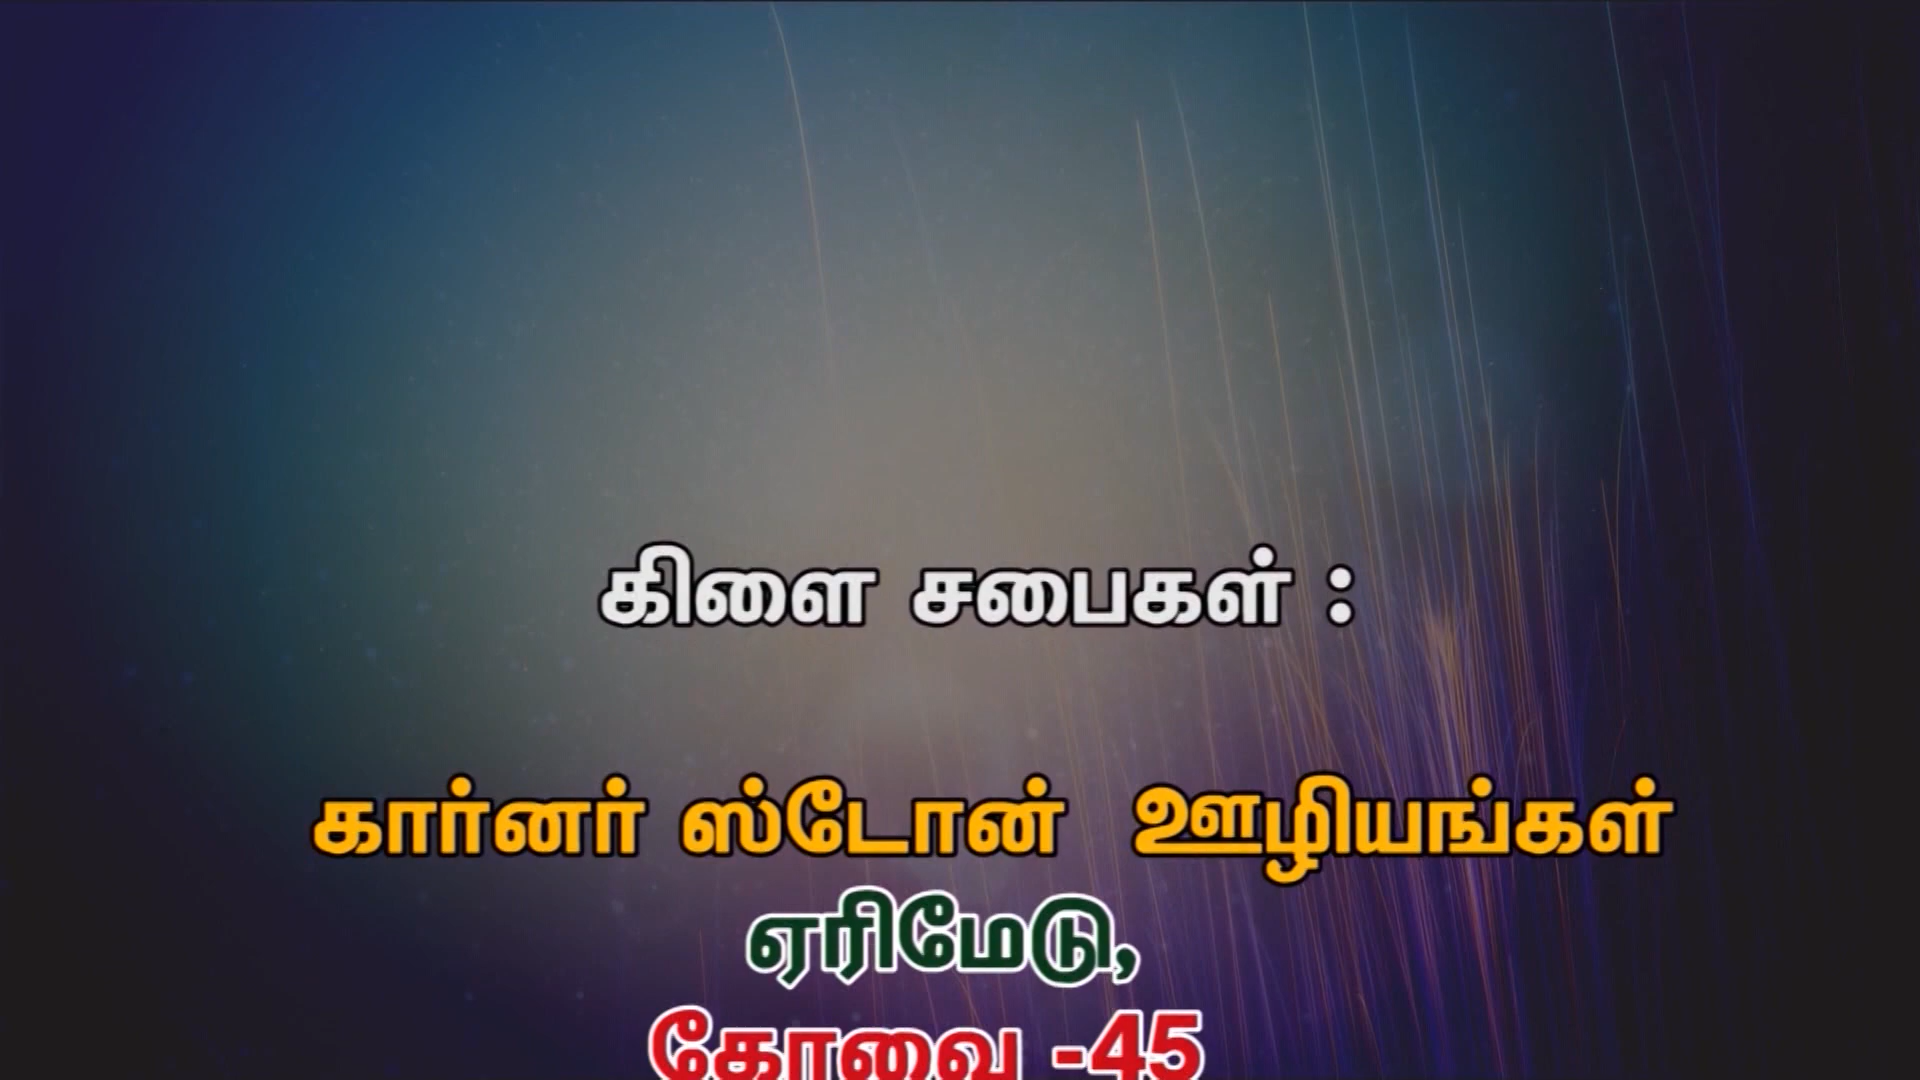 கிளை சபைகள் :
கார்னர் ஸ்டோன் ஊழியங்கள்
ஏரிமேடு,
கோவை -45